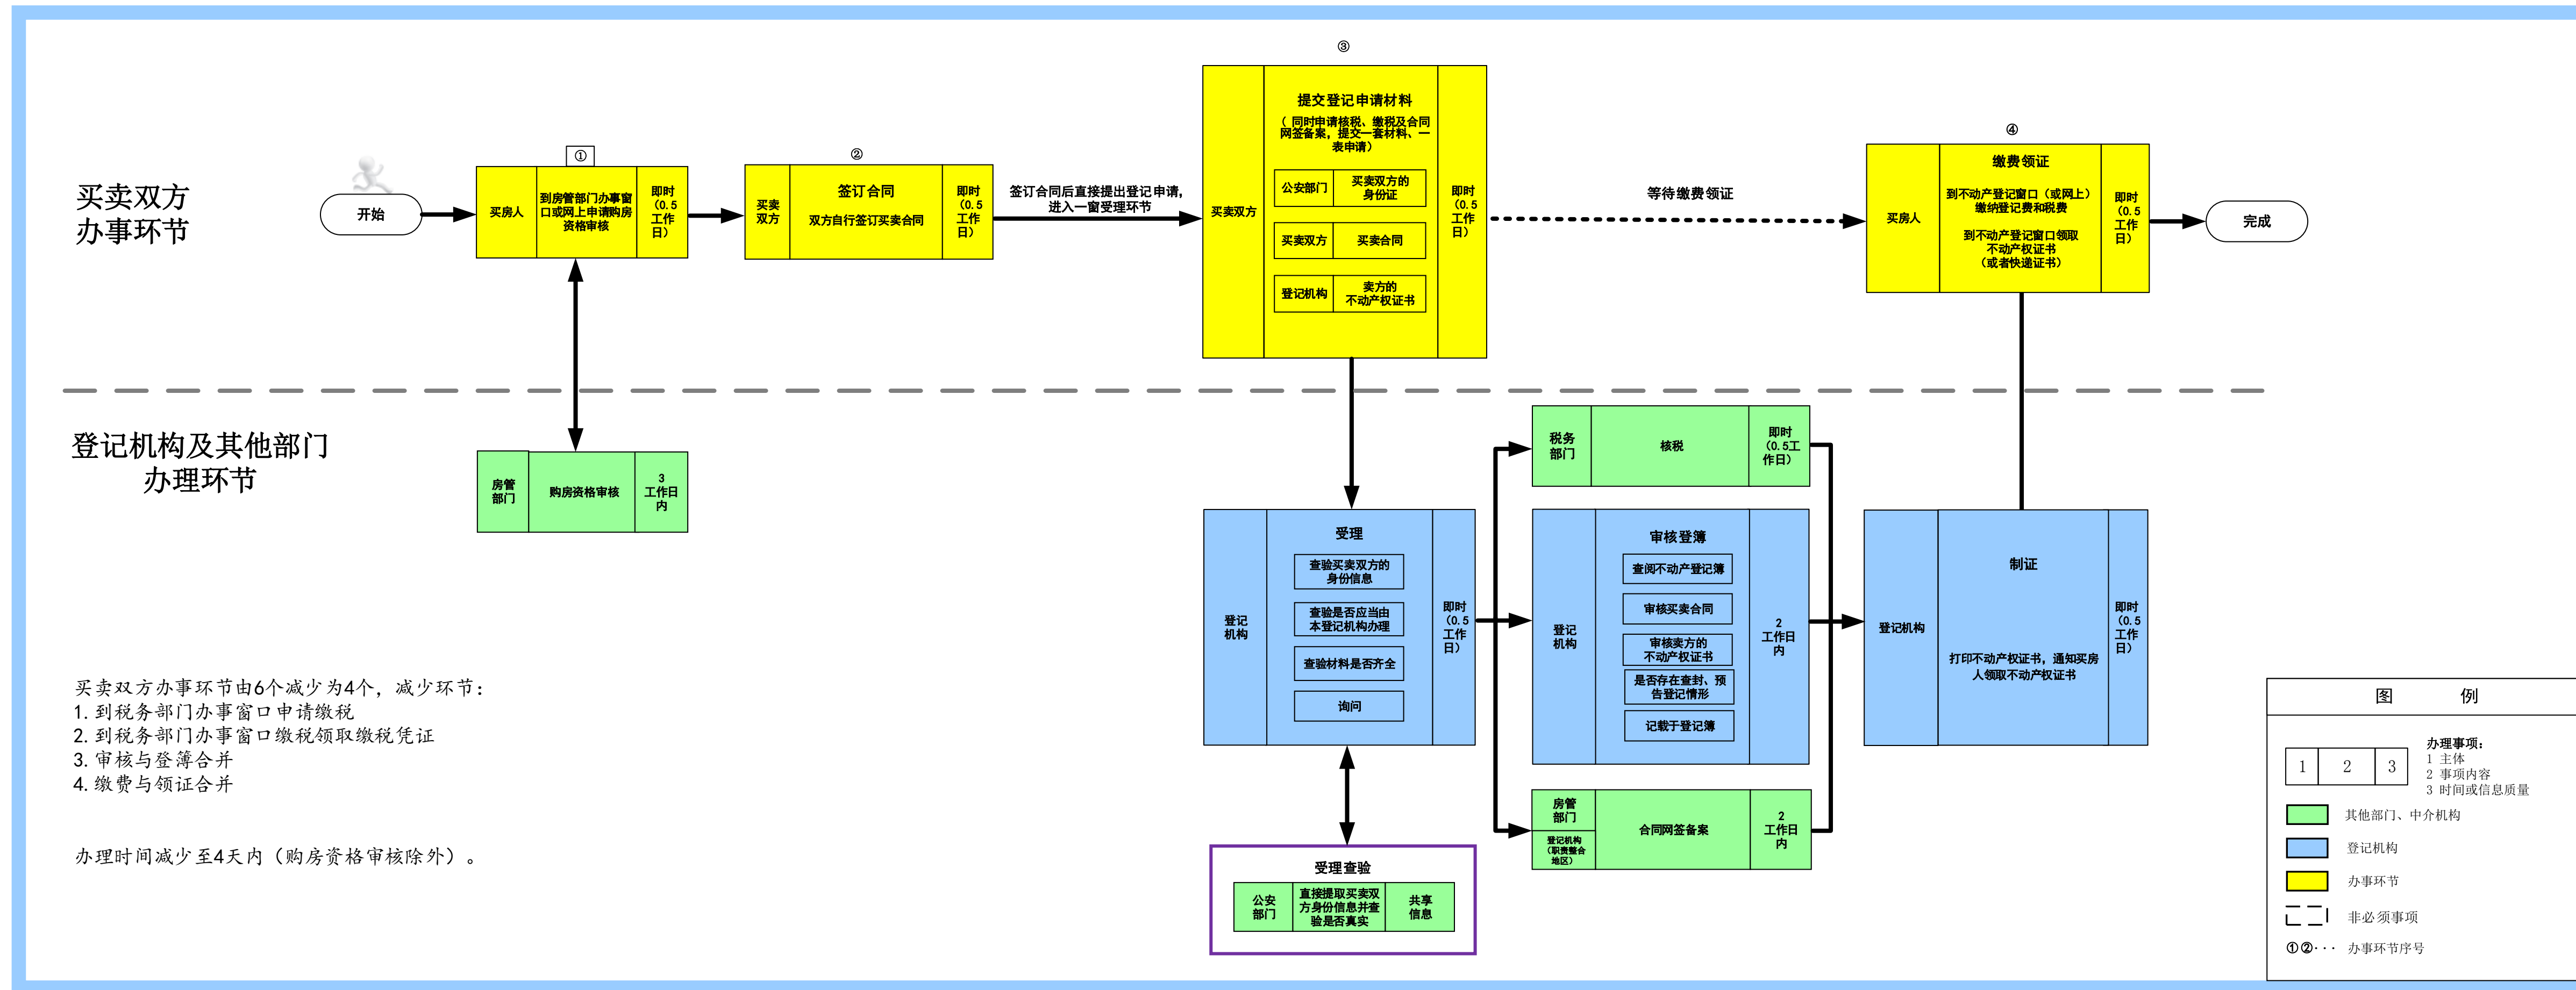 买卖双方
办事环节
开始
①
买房人
到房管部门办事窗
口或网上申请购房
资格审核
即时
（0.5
工作
日）
②
买卖
双方
签订合同
双方自行签订买卖合同
即时
（0.5
工作
日）
签订合同后直接提出登记申请，
进入一窗受理环节
③
买卖双方
提交登记申请材料
（ 同时申请核税、缴税及合同
网签备案，提交一套材料、一
表申请）
公安部门
买卖双方的
身份证
买卖双方
买卖合同
登记机构
卖方的
不动产权证书
即时
（0.5
工作
日）
等待缴费领证
④
买房人
缴费领证
到不动产登记窗口（或网上）
缴纳登记费和税费
到不动产登记窗口领取
不动产权证书
（或者快递证书）
即时
（0.5
工作
日）
完成
登记机构及其他部门
办理环节
房管
部门
购房资格审核
3
工作日
内
登记
机构
受理
查验买卖双方的
身份信息
查验是否应当由
本登记机构办理
查验材料是否齐全
询问
即时
（0.5
工作
日）
受理查验
公安
部门
直接提取买卖双
方身份信息并查
验是否真实
共享
信息
税务
部门
核税
即时
（0.5工
作日）
登记
机构
审核登簿
查阅不动产登记簿
审核买卖合同
审核卖方的
不动产权证书
是否存在查封、预
告登记情形
记载于登记簿
2
工作日
内
房管
部门
登记机构
（职责整合
地区）
合同网签备案
2
工作日
内
登记机构
制证
打印不动产权证书，通知买房
人领取不动产权证书
即时
（0.5
工作
日）
买卖双方办事环节由6个减少为4个，减少环节：
1.到税务部门办事窗口申请缴税
2.到税务部门办事窗口缴税领取缴税凭证
3.审核与登簿合并
4.缴费与领证合并
办理时间减少至4天内（购房资格审核除外）。
图 例
1 2 3
办理事项：
1 主体
2 事项内容
3 时间或信息质量
其他部门、中介机构
登记机构
办事环节
非必须事项
①②··· 办事环节序号